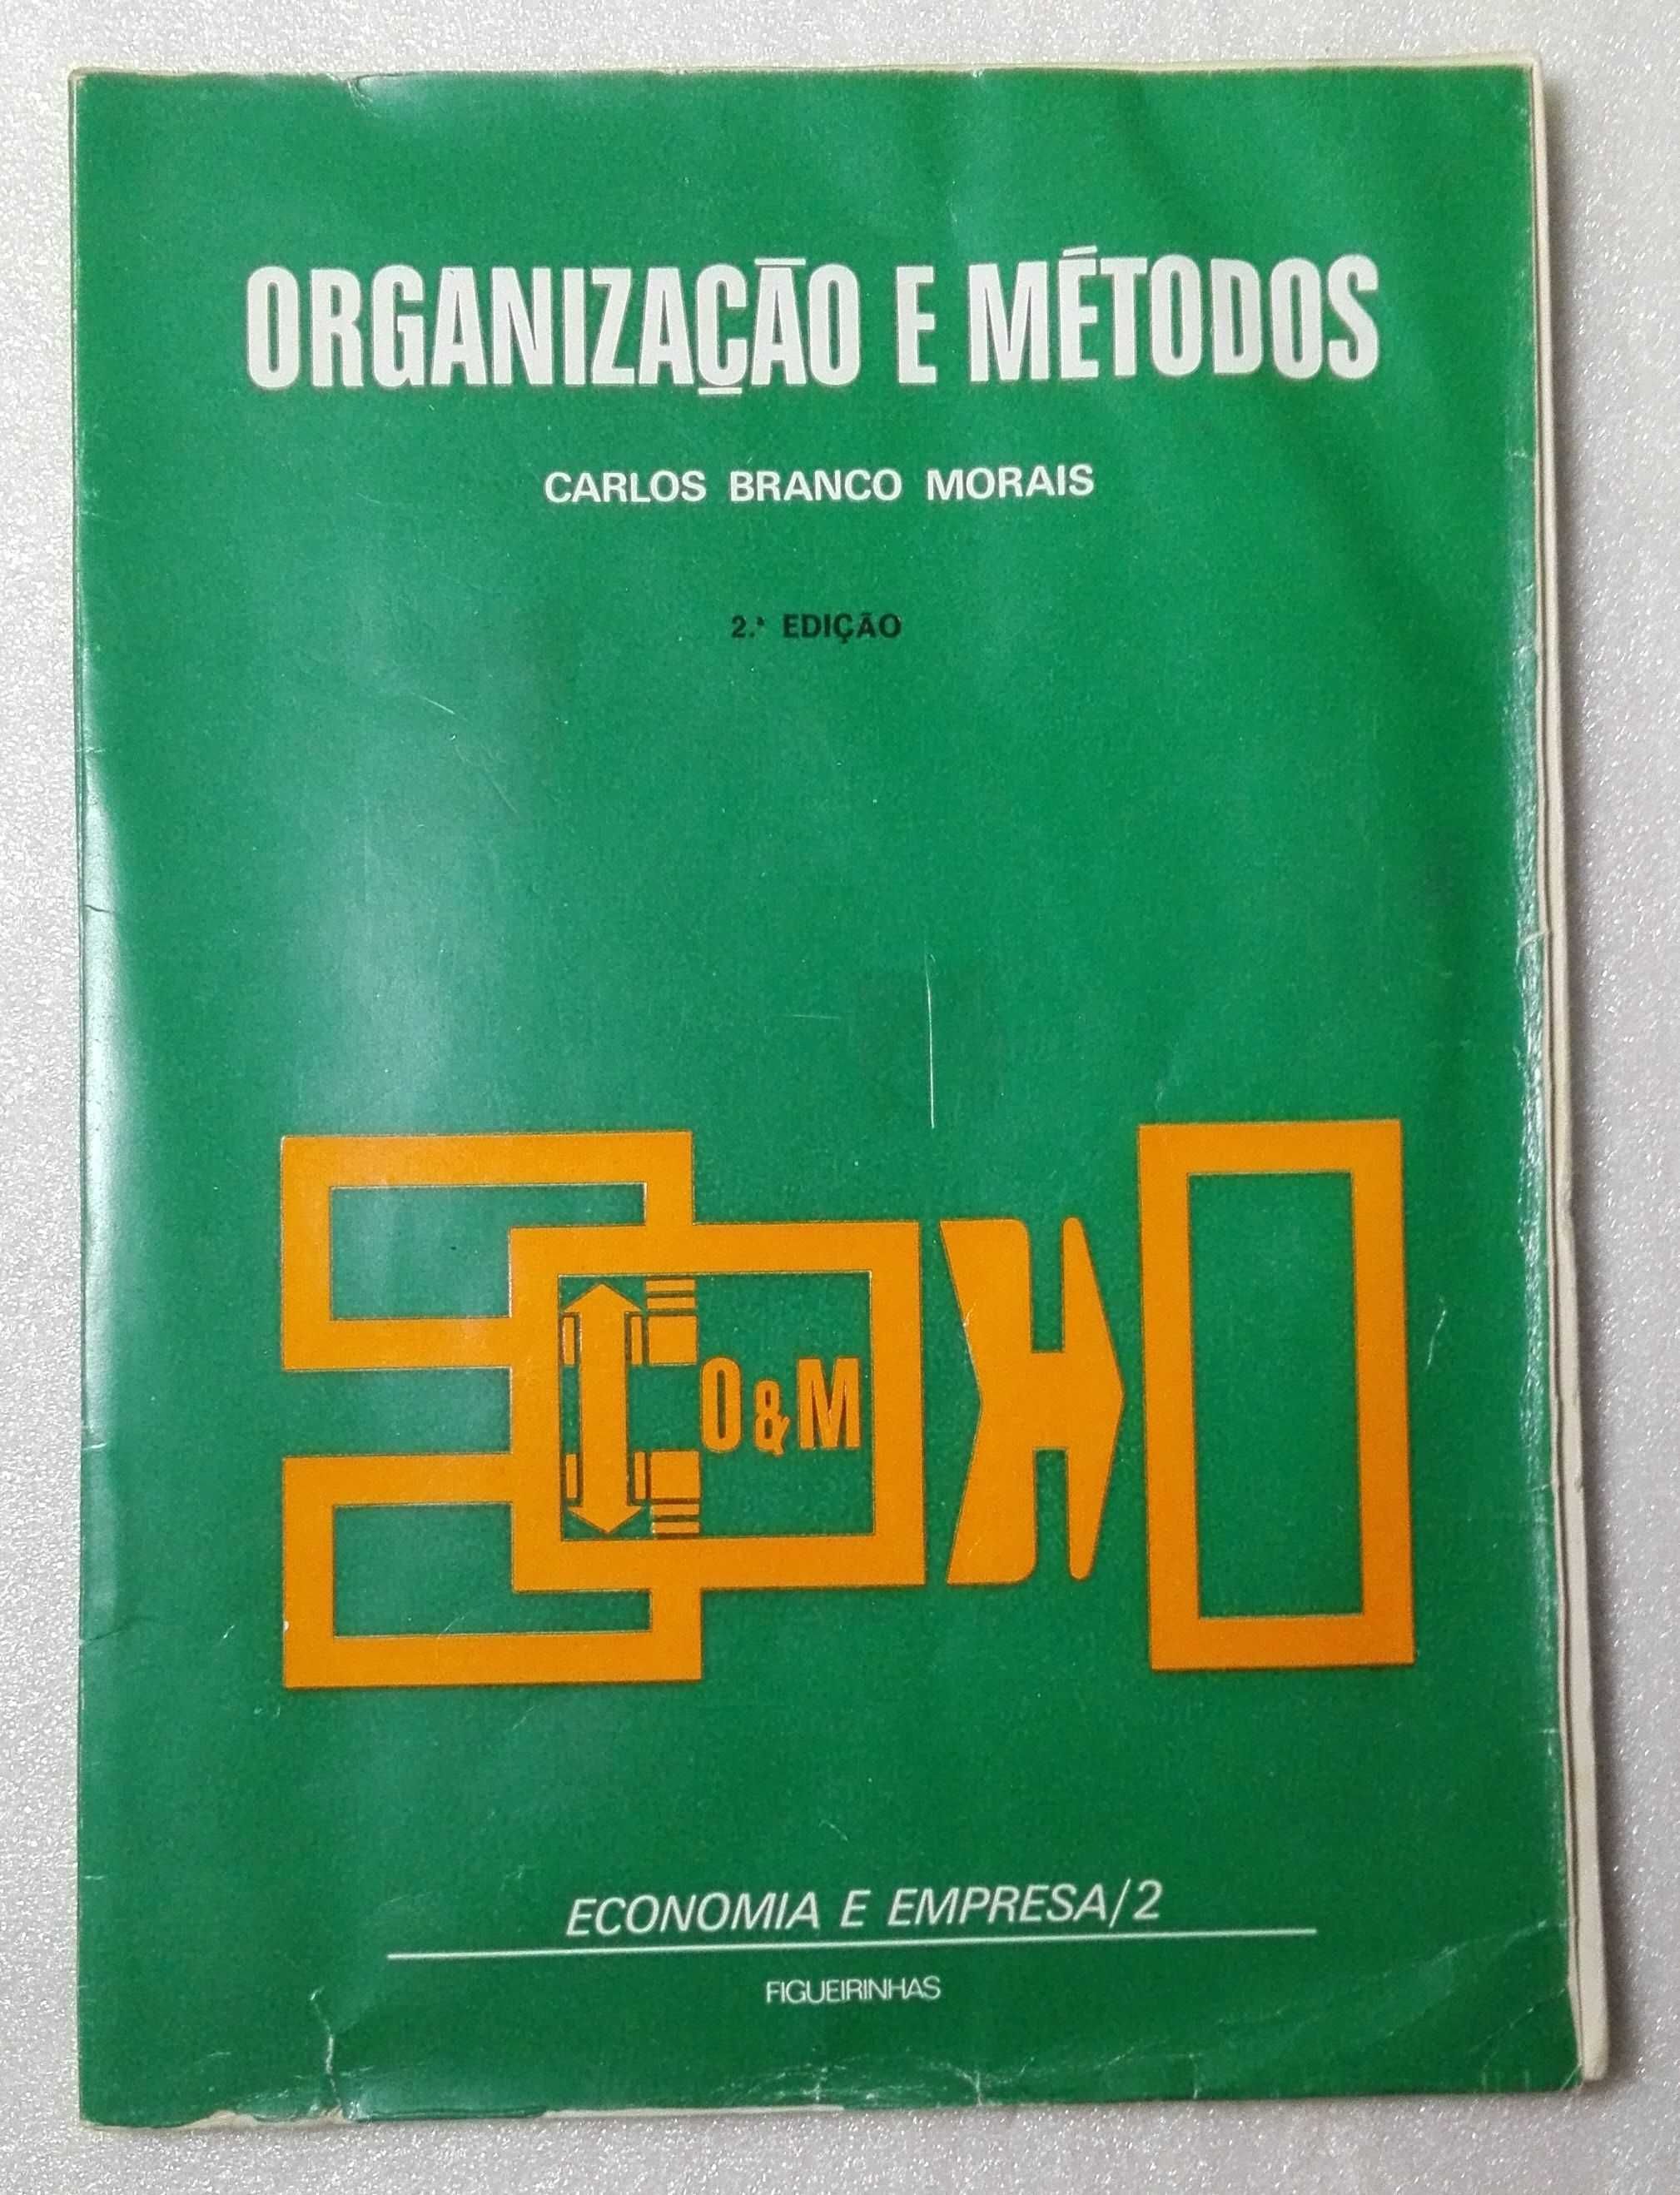 ORGANIZAÇÃO E MÉTODOS
CARLOS BRANCO MORAIS
2.ª EDIÇÃO
O&M
ECONOMIA E EMPRESA/2
FIGUEIRINHAS